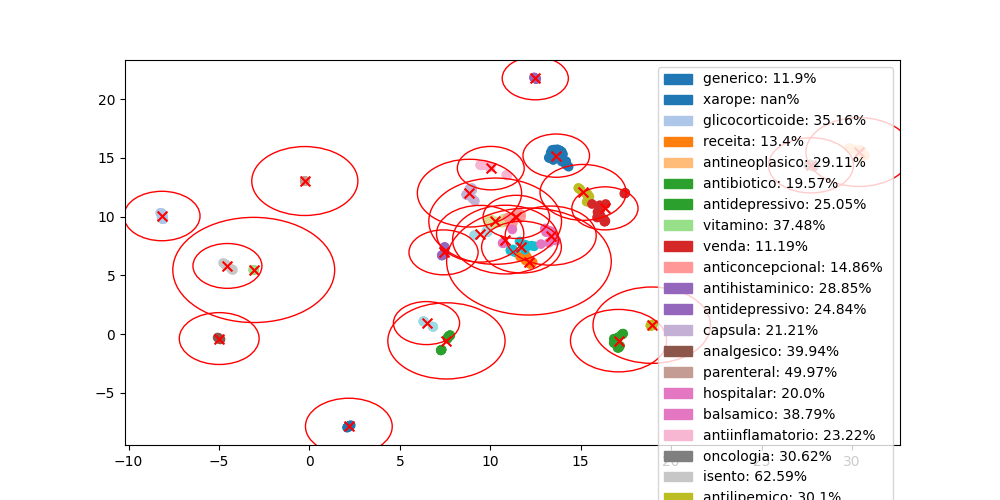 generico: 11.9%
xarope: nan%
glicocorticoide: 35.16%
receita: 13.4%
antineoplasico: 29.11%
antibiotico: 19.57%
antidepressivo: 25.05%
vitamino: 37.48%
venda: 11.19%
anticoncepcional: 14.86%
antihistaminico: 28.85%
antidepressivo: 24.84%
capsula: 21.21%
analgesico: 39.94%
parenteral: 49.97%
hospitalar: 20.0%
balsamico: 38.79%
antiinflamatorio: 23.22%
oncologia: 30.62%
isento: 62.59%
antilipemico: 30.1%
20
15
10
5
0
−5
−10 −5 0 5 10 15 20 25 30